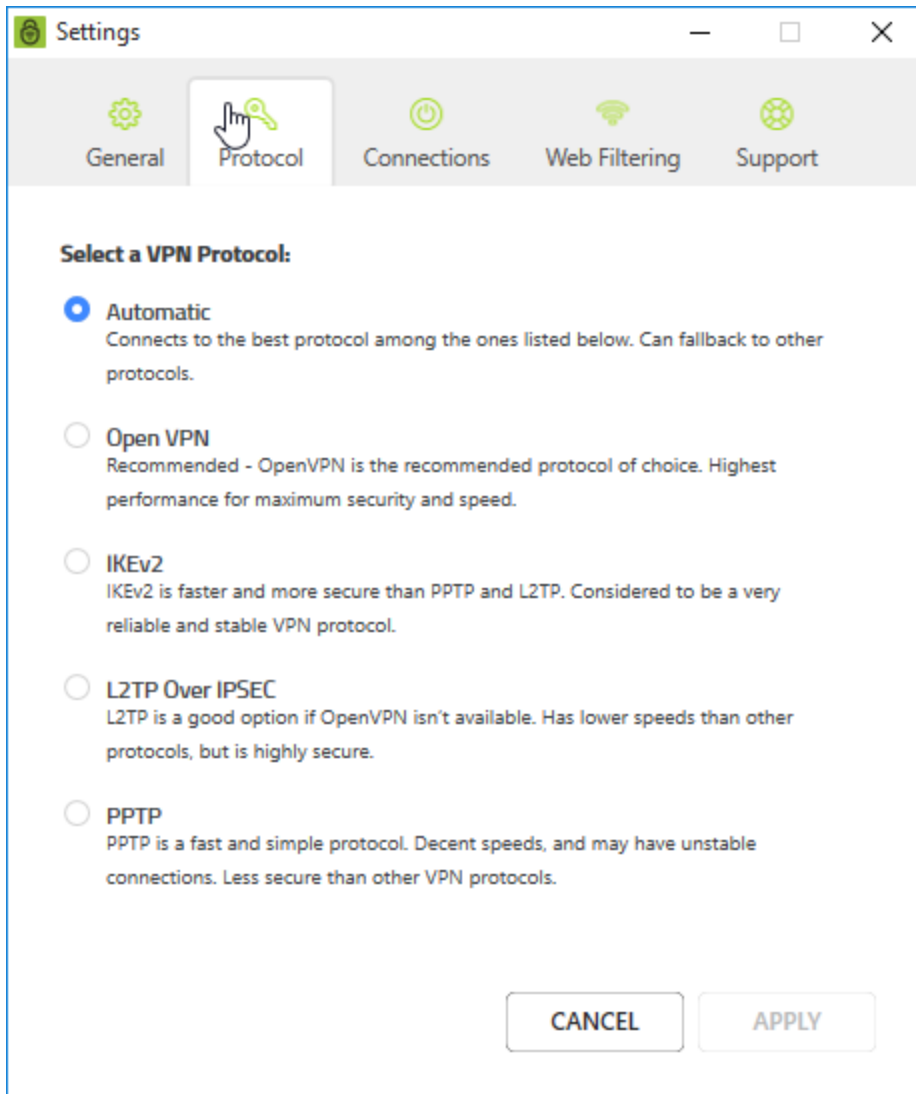 Settings
General
Protocol
Connections
Web Filtering
Support
Select a VPN Protocol:
Automatic
Connects to the best protocol among the ones listed below. Can fallback to other
protocols.
Open VPN
Recommended - OpenVPN is the recommended protocol of choice. Highest
performance for maximum security and speed.
IKEv2
IKEv2 is faster and more secure than PPTP and L2TP. Considered to be a very
reliable and stable VPN protocol.
L2TP Over IPSEC
L2TP is a good option if OpenVPN isn't available. Has lower speeds than other
protocols, but is highly secure.
PPTP
PPTP is a fast and simple protocol. Decent speeds, and may have unstable
connections. Less secure than other VPN protocols.
CANCEL
APPLY